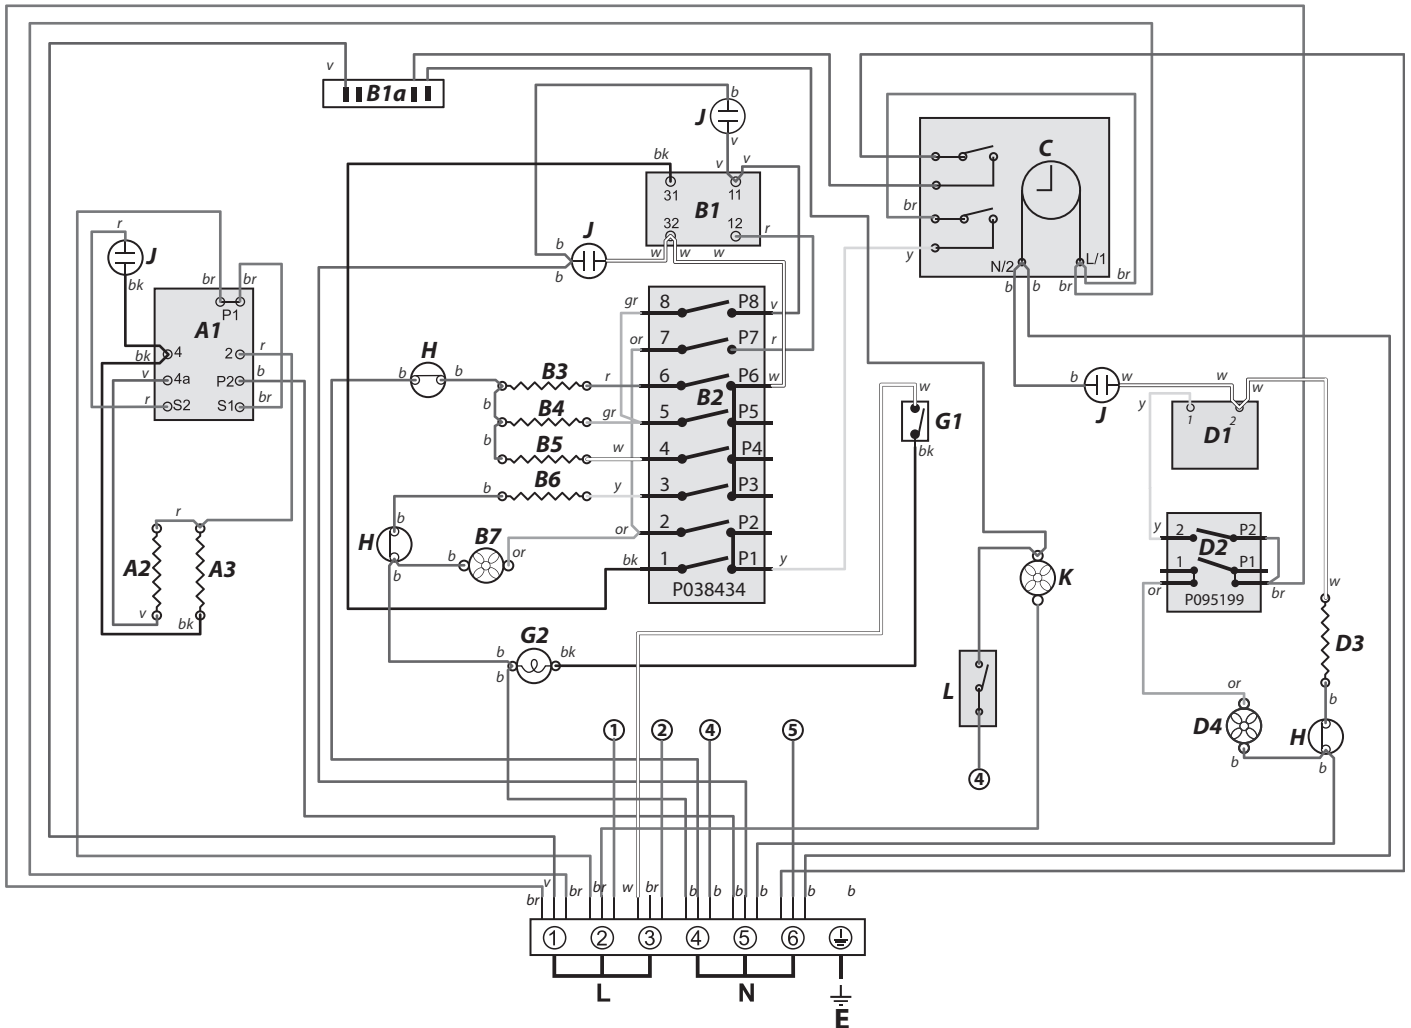 v
B1a
J
b
v
bk
v
v
31
11
B1
32
12
r
w
w
w
J
b
b
C
br
y
N/2
L/1
b
b
br
br
r
J
bk
br
br
P1
A1
bk
4
2
r
v
4a
P2
b
r
S2
S1
br
gr
8
P8
v
or
7
P7
r
H
b
b
B3
r
6
P6
w
B2
b
B4
gr
5
P5
b
B5
w
4
P4
b
B6
y
3
P3
b
H
b
B7
b
or
or
2
P2
bk
1
P1
y
P038434
w
G1
bk
b
J
w
w
w
y
1
2
D1
y
2
P2
D2
1
P1
or
br
P095199
w
D3
b
or
D4
H
b
b
r
A2
A3
v
bk
G2
b
b
bk
K
L
4
1
2
4
5
br
v
br
br
w
br
b
b
b
b
b
b
1
2
3
4
5
6
L
N
E